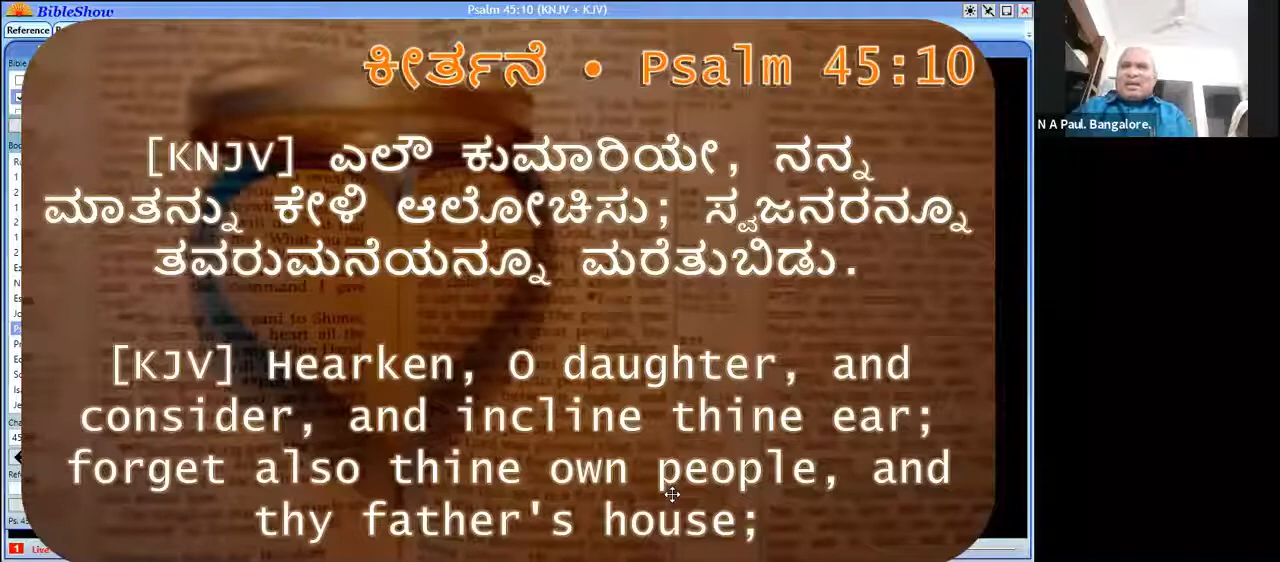 BibleShow
Psalm 45:10 (KNJV + KJV)
Reference
ಕೀರ್ತನೆ • Psalm 45:10
[KNJV] ಎಲೌ ಕುಮಾರಿಯೇ, ನನ್ನ
ಮಾತನ್ನು ಕೇಳಿ ಆಲೋಚಿಸು; ಸ್ವಜನರನ್ನೂ
ತವರುಮನೆಯನ್ನೂ ಮರೆತುಬಿಡು.
[KJV] Hearken, O daughter, and
consider, and incline thine ear;
forget also thine own people, and
thy father's house;
1 Live
N A Paul. Bangalore.